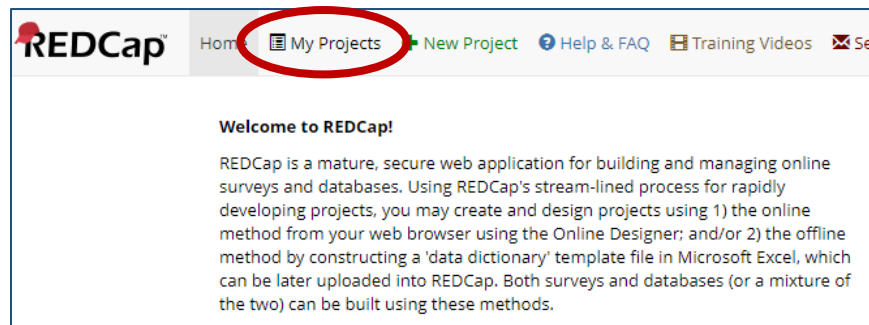 REDCap Home My Projects New Project Help & FAQ Training Videos
Welcome to REDCap!
REDCap is a mature, secure web application for building and managing online
surveys and databases. Using REDCap's stream-lined process for rapidly
developing projects, you may create and design projects using 1) the online
method from your web browser using the Online Designer; and/or 2) the offline
method by constructing a 'data dictionary' template file in Microsoft Excel, which
can be later uploaded into REDCap. Both surveys and databases (or a mixture of
the two) can be built using these methods.